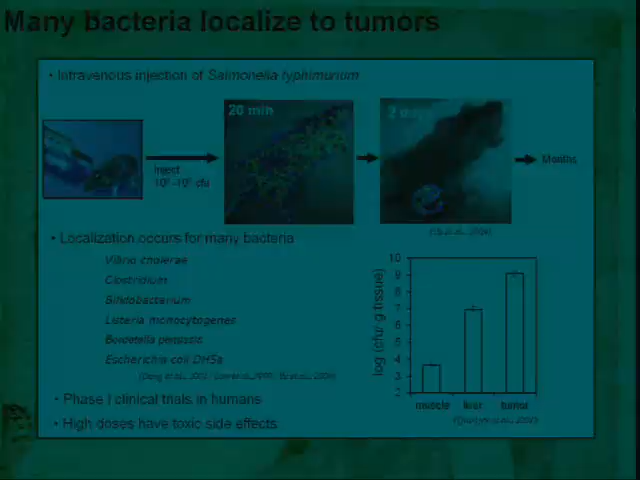 Many bacteria localize to tumors
• Intravenous injection of Salmonella typhimurium
20 min
2 days
Inject
Months
• Localization occurs for many bacteria
Vibrio cholerae
Clostridium
Bifidobacterium
Listeria monocytogenes
Bordetella pertussis
Escherichia coli DH5a
• Phase I clinical trials in humans
• High doses have toxic side effects
log (cfu/g tissue)
10
9
8
7
6
5
4
3
2
muscle liver tumor